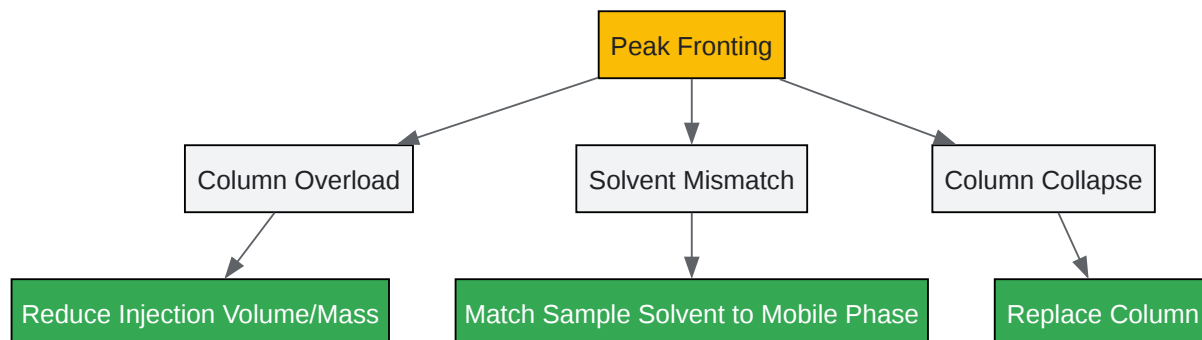 Peak Fronting
Column Overload
Solvent Mismatch
Column Collapse
Reduce Injection Volume/Mass
Match Sample Solvent to Mobile Phase
Replace Column